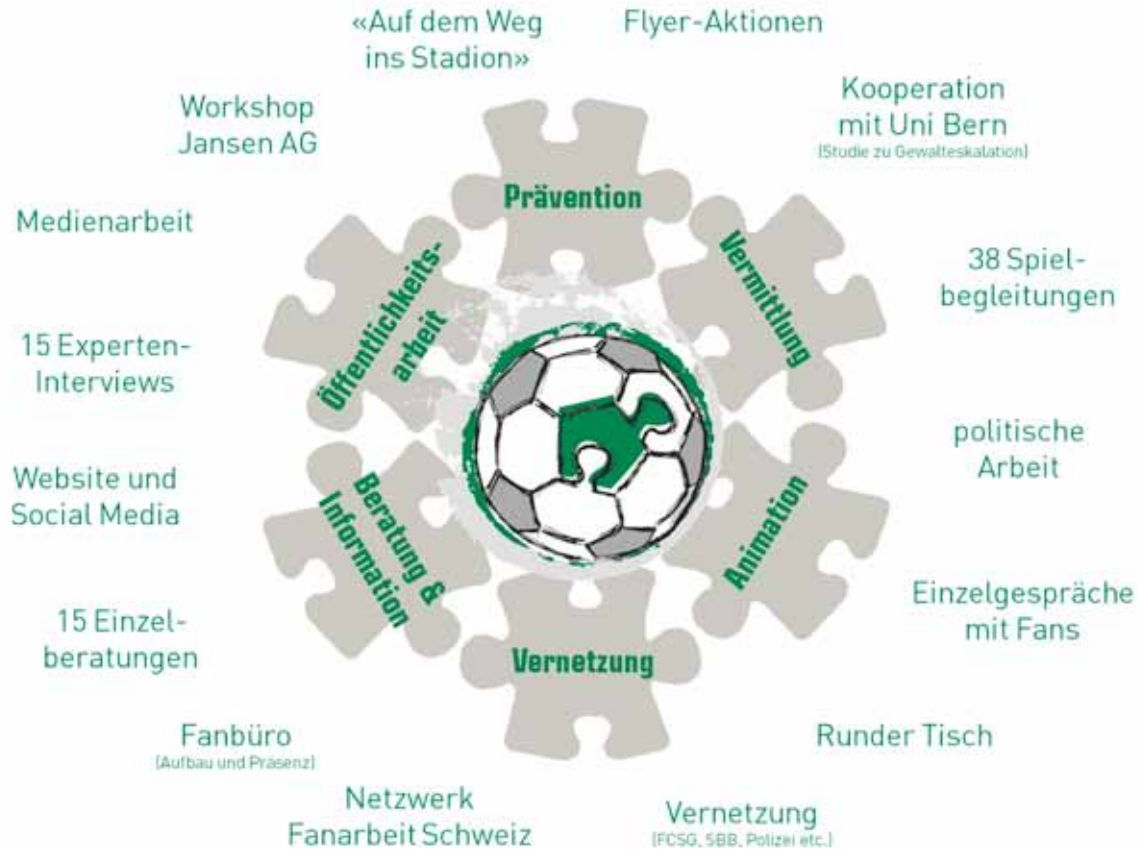 «Auf dem Weg
ins Stadion»
Flyer-Aktionen
Workshop
Jansen AG
Kooperation
mit Uni Bern
(Studie zu Gewalteskalation)
Prävention
Medienarbeit
Öffentlichkeits-
arbeit
Vermittlung
38 Spiel-
begleitungen
15 Experten-
Interviews
politische
Arbeit
Website und
Social Media
Beratung &
Information
Animation
Einzelgespräche
mit Fans
15 Einzel-
beratungen
Vernetzung
Fanbüro
(Aufbau und Präsenz)
Runder Tisch
Netzwerk
Fanarbeit Schweiz
Vernetzung
(FCSG, SBB, Polizei etc.)